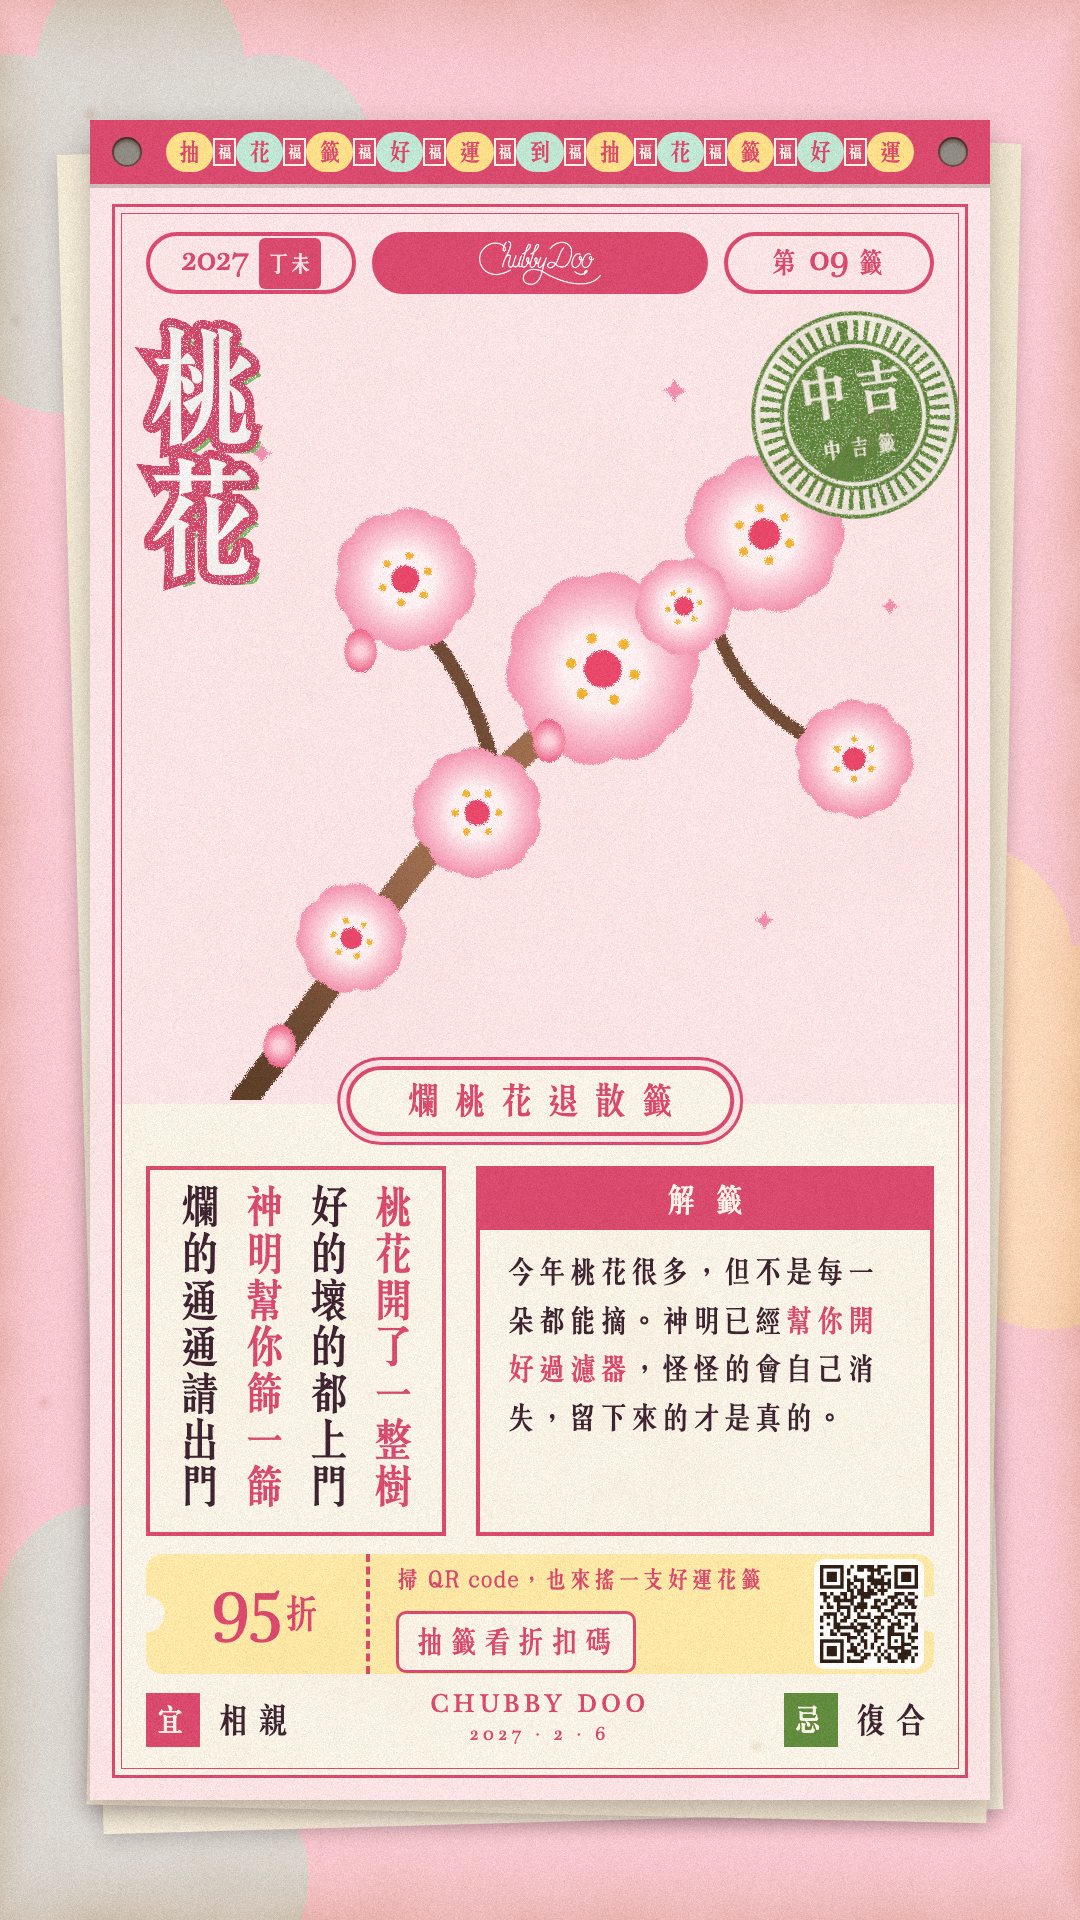 抽 福 花 福 籤 福 好 福 運 福 到 福 抽 福 花 福 籤 福 好 福 運
2027 丁未
Chubby Doo
第 09 籤
桃花
中吉
中吉籤
爛桃花退散籤
桃花開了一整樹
好的壞的都上門
神明幫你篩一篩
爛的通通請出門
解籤
今年桃花很多，但不是每一
朵都能摘。神明已經幫你開
好過濾器，怪怪的會自己消
失，留下來的才是真的。
95折
掃 QR code，也來搖一支好運花籤
抽籤看折扣碼
宜 相親
CHUBBY DOO
2027 · 2 · 6
忌 復合